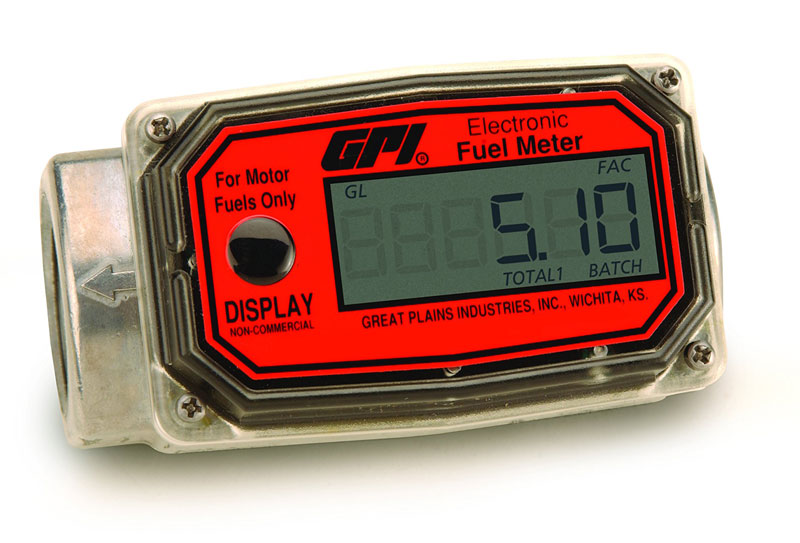 GPI®
Electronic
Fuel Meter
For Motor
Fuels Only
GL
FAC
5.10
TOTAL1 BATCH
DISPLAY
NON-COMMERCIAL
GREAT PLAINS INDUSTRIES, INC., WICHITA, KS.